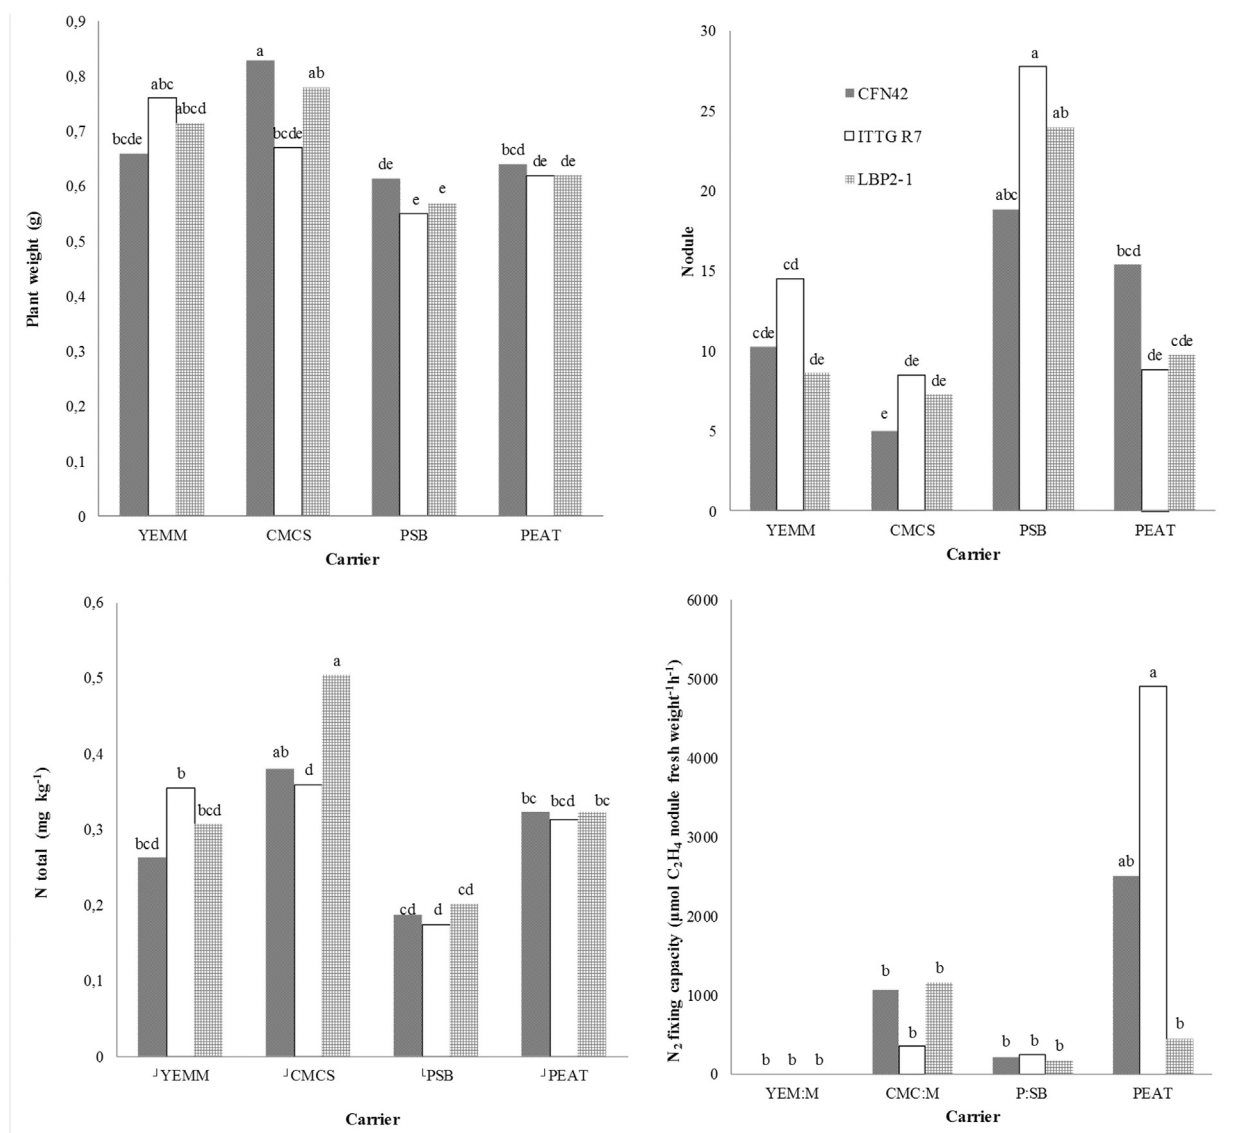 0,9
0,8
0,7
0,6
0,5
0,4
0,3
0,2
0,1
0
Plant weight (g)
bcde
abc
abcd
a
bcde
ab
de
e
e
bcd
de
de
YEMM CMCS PSB PEAT
Carrier
30
25
20
15
10
5
0
Nodule
CFN42
ITTG R7
LBP2-1
cde
cd
de
e
de
de
abc
a
ab
bcd
de
cde
YEMM CMCS PSB PEAT
Carrier
0,6
0,5
0,4
0,3
0,2
0,1
0
N total (mg kg⁻¹)
bcd
b
bcd
ab
d
a
cd
d
cd
bc
bcd
bc
┘YEMM ┘CMCS └PSB ┘PEAT
Carrier
6000
5000
4000
3000
2000
1000
0
N₂ fixing capacity (µmol C₂H₄ nodule fresh weight⁻¹h⁻¹)
b
b
b
b
b
b
b
b
b
ab
a
b
YEM:M CMC:M P:SB PEAT
Carrier